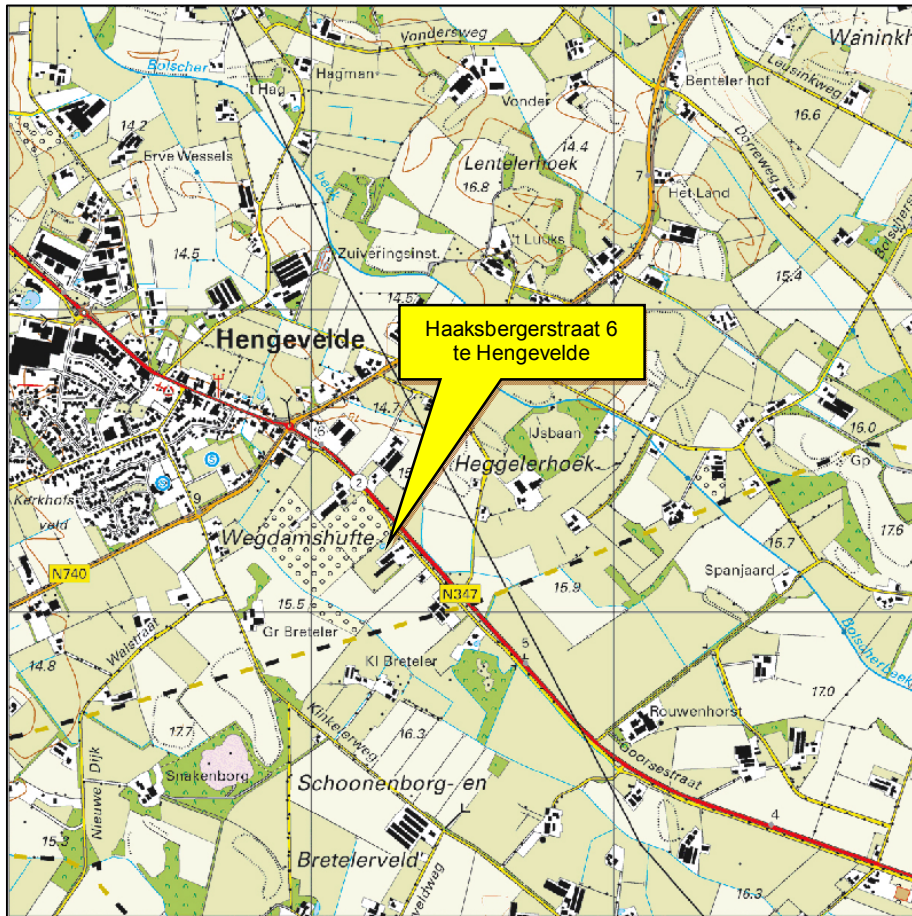 Vondersweg
Waninkh
Bolscher
Hagman
't Hag
Benteler hof
Leusinkweg
Vonder
16.6
14.2
14.4
Dorreweg
Erve Wessels
Lentelerhoek
16.8
7
Het Land
beek
14.5
Zuiveringsinst.
't Luuks
15.4
14.5
Hengevelde
Haaksbergerstraat 6
te Hengevelde
14.2
IJsbaan
16.0
Gp
Heggelerhoek
S
2
9
Kerkhofs
veld
17.6
Wegdamshufte
15.7
N740
Spanjaard
15.9
N347
15.5
Gr Breteler
Walstraat
5
Bolscherbeek
14.8
Kl Breteler
17.0
17.7
Rouwenhorst
Kinkelerweg
16.3
Goorsestraat
Snakenborg
Nieuwe Dijk
Schoonenborg- en
4
15.3
Bretelerveld
veldweg
16.3